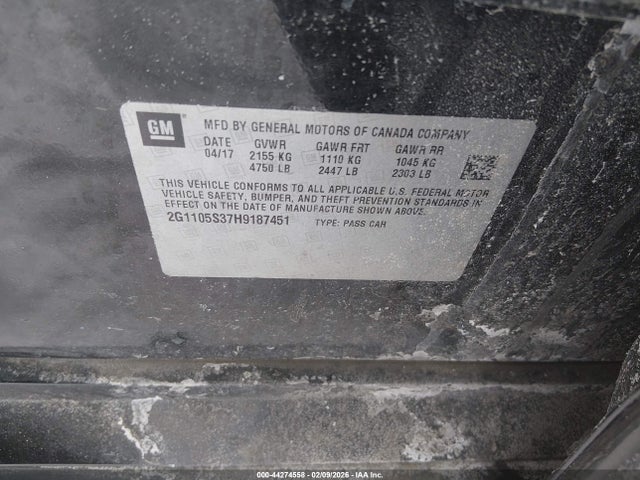 GM
MFD BY GENERAL MOTORS OF CANADA COMPANY
DATE GVWR GAWR FRT GAWR RR
04/17 2155 KG 1110 KG 1045 KG
4750 LB 2447 LB 2303 LB
THIS VEHICLE CONFORMS TO ALL APPLICABLE U.S. FEDERAL MOTOR
VEHICLE SAFETY, BUMPER, AND THEFT PREVENTION STANDARDS IN
EFFECT ON THE DATE OF MANUFACTURE SHOWN ABOVE.
2G1105S37H9187451 TYPE: PASS CAR
00-44274558 - 02/09/2026 - IAA Inc.